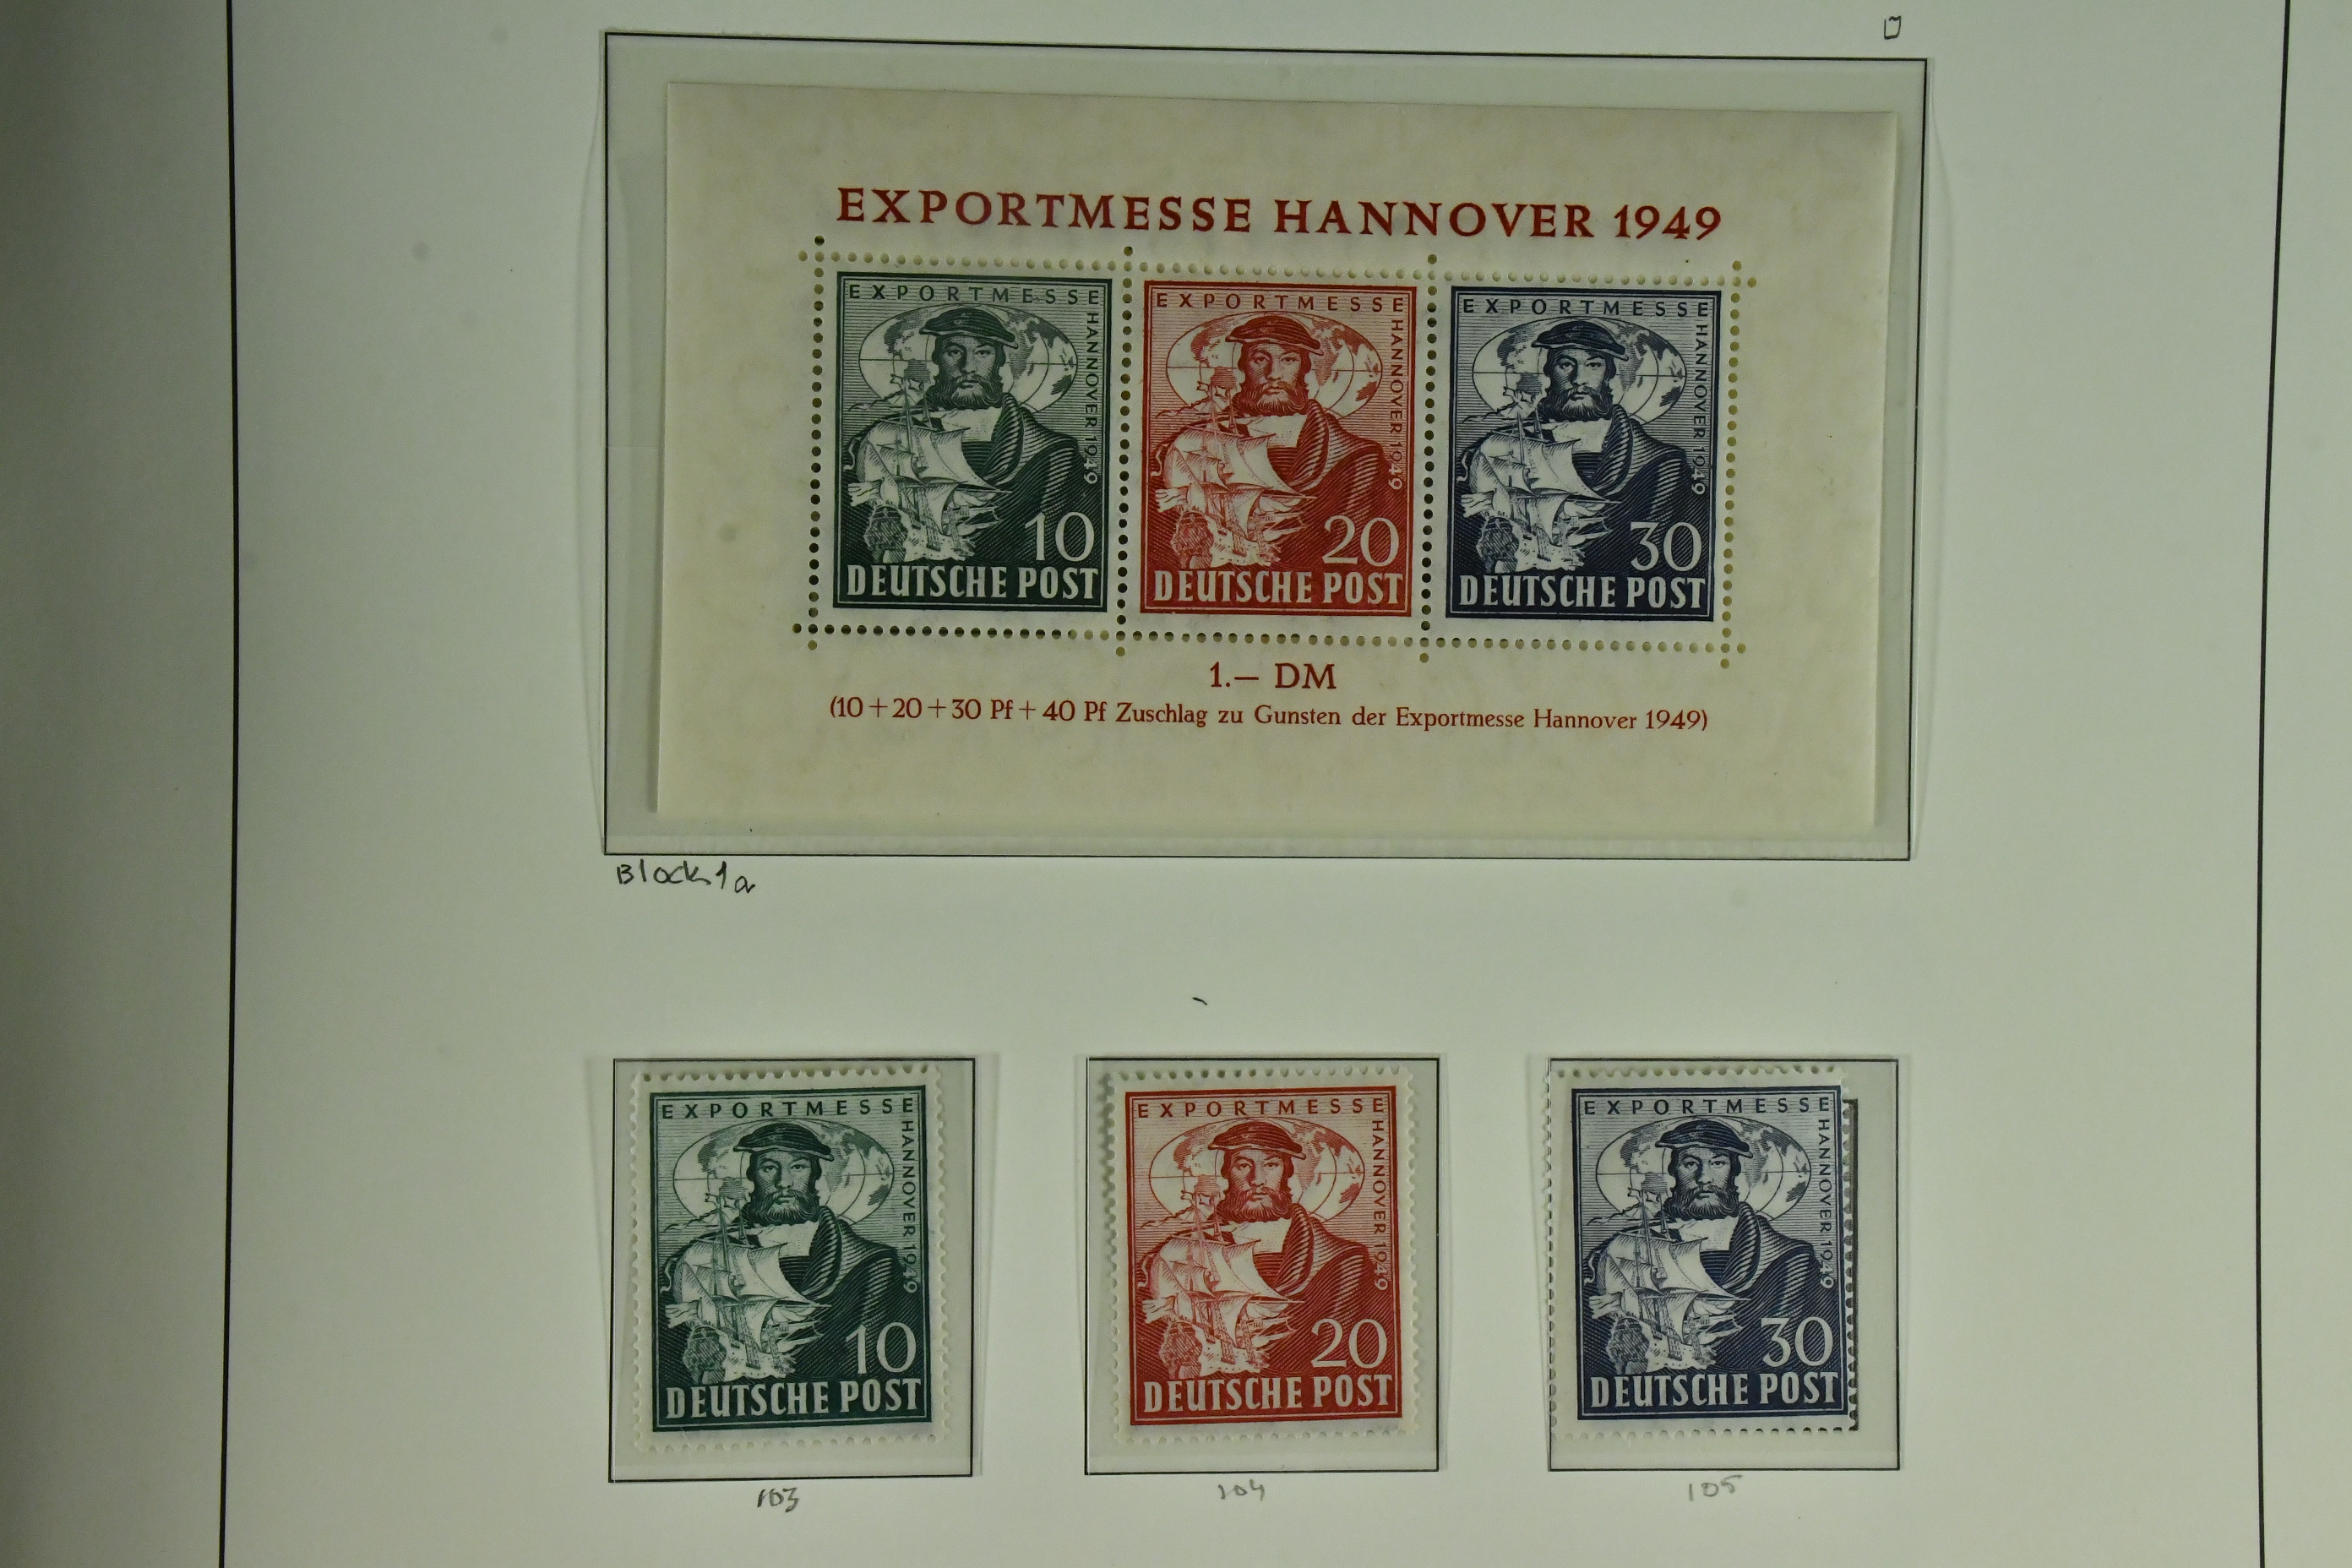 EXPORTMESSE HANNOVER 1949
EXPORTMESSE
HANNOVER 1949
10
DEUTSCHE POST
EXPORTMESSE
HANNOVER 1949
20
DEUTSCHE POST
EXPORTMESSE
HANNOVER 1949
30
DEUTSCHE POST
1.— DM
(10+20+30 Pf+40 Pf Zuschlag zu Gunsten der Exportmesse Hannover 1949)
Block 1a
EXPORTMESSE
HANNOVER 1949
10
DEUTSCHE POST
103
EXPORTMESSE
HANNOVER 1949
20
DEUTSCHE POST
104
EXPORTMESSE
HANNOVER 1949
30
DEUTSCHE POST
105